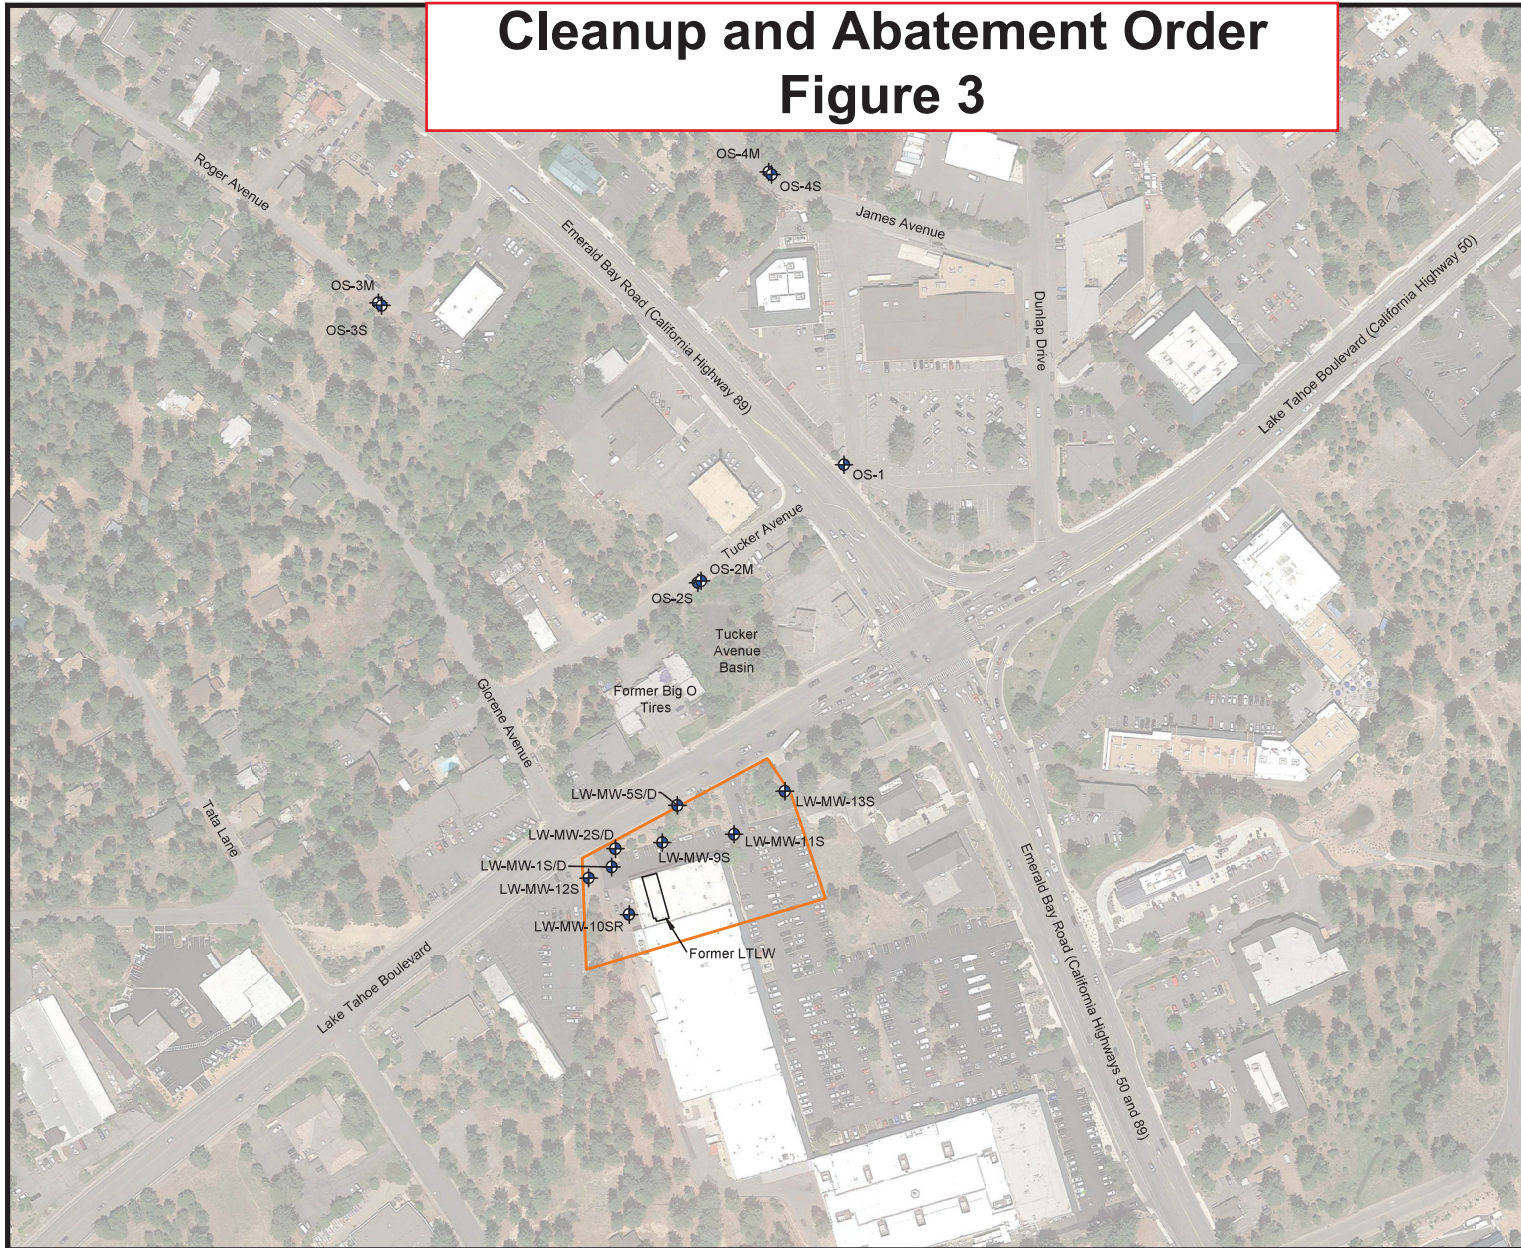 Cleanup and Abatement Order
Figure 3
OS-4M
OS-4S
Roger Avenue
James Avenue
Emerald Bay Road (California Highway 89)
Lake Tahoe Boulevard (California Highway 50)
OS-3M
OS-3S
Dunlap Drive
OS-1
Tucker Avenue
OS-2M
OS-2S
Tucker
Avenue
Basin
Former Big O
Tires
Glorene Avenue
Tata Lane
LW-MW-5S/D
LW-MW-13S
LW-MW-2S/D
LW-MW-11S
LW-MW-9S
LW-MW-1S/D
LW-MW-12S
LW-MW-10SR
Former LTLW
Lake Tahoe Boulevard
Emerald Bay Road (California Highways 50 and 89)